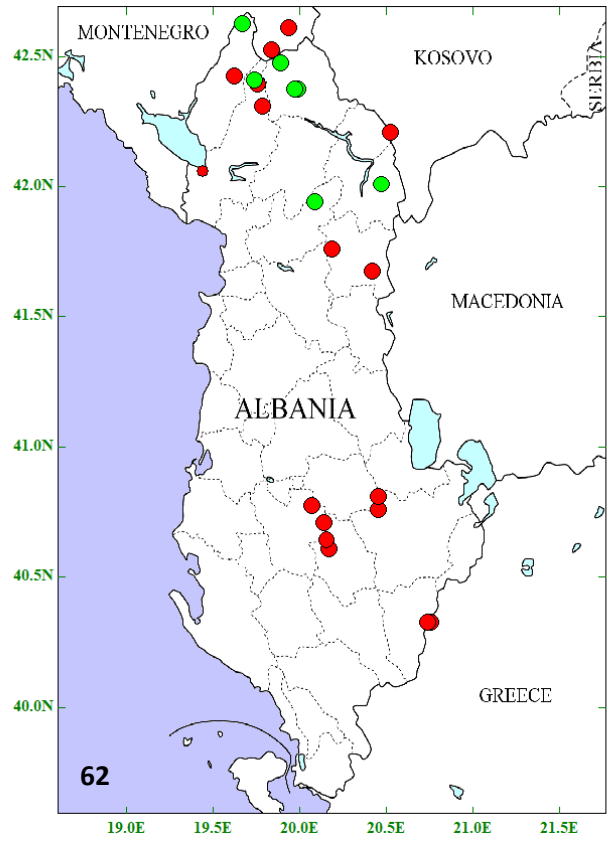 MONTENEGRO
KOSOVO
SERBIA
MACEDONIA
ALBANIA
GREECE
62
42.5N
42.0N
41.5N
41.0N
40.5N
40.0N
19.0E 19.5E 20.0E 20.5E 21.0E 21.5E